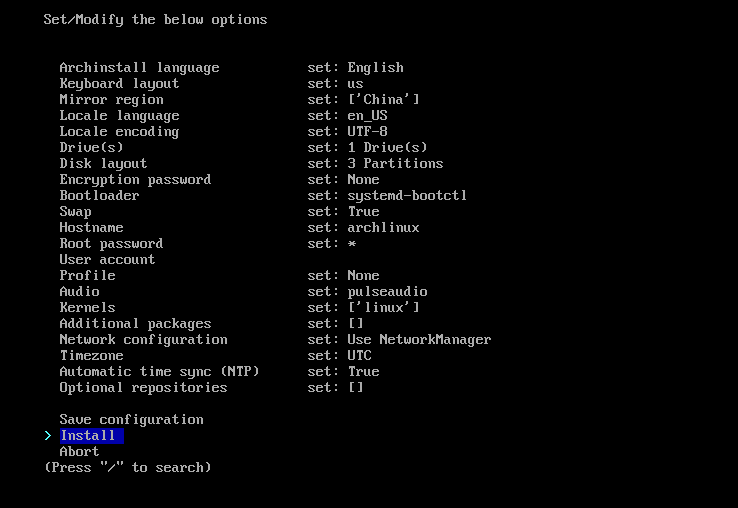 Set/Modify the below options
Archinstall language set: English
Keyboard layout set: us
Mirror region set: ['China']
Locale language set: en_US
Locale encoding set: UTF-8
Drive(s) set: 1 Drive(s)
Disk layout set: 3 Partitions
Encryption password set: None
Bootloader set: systemd-bootctl
Swap set: True
Hostname set: archlinux
Root password set: *
User account
Profile set: None
Audio set: pulseaudio
Kernels set: ['linux']
Additional packages set: []
Network configuration set: Use NetworkManager
Timezone set: UTC
Automatic time sync (NTP) set: True
Optional repositories set: []
Save configuration
> Install
Abort
(Press "/" to search)